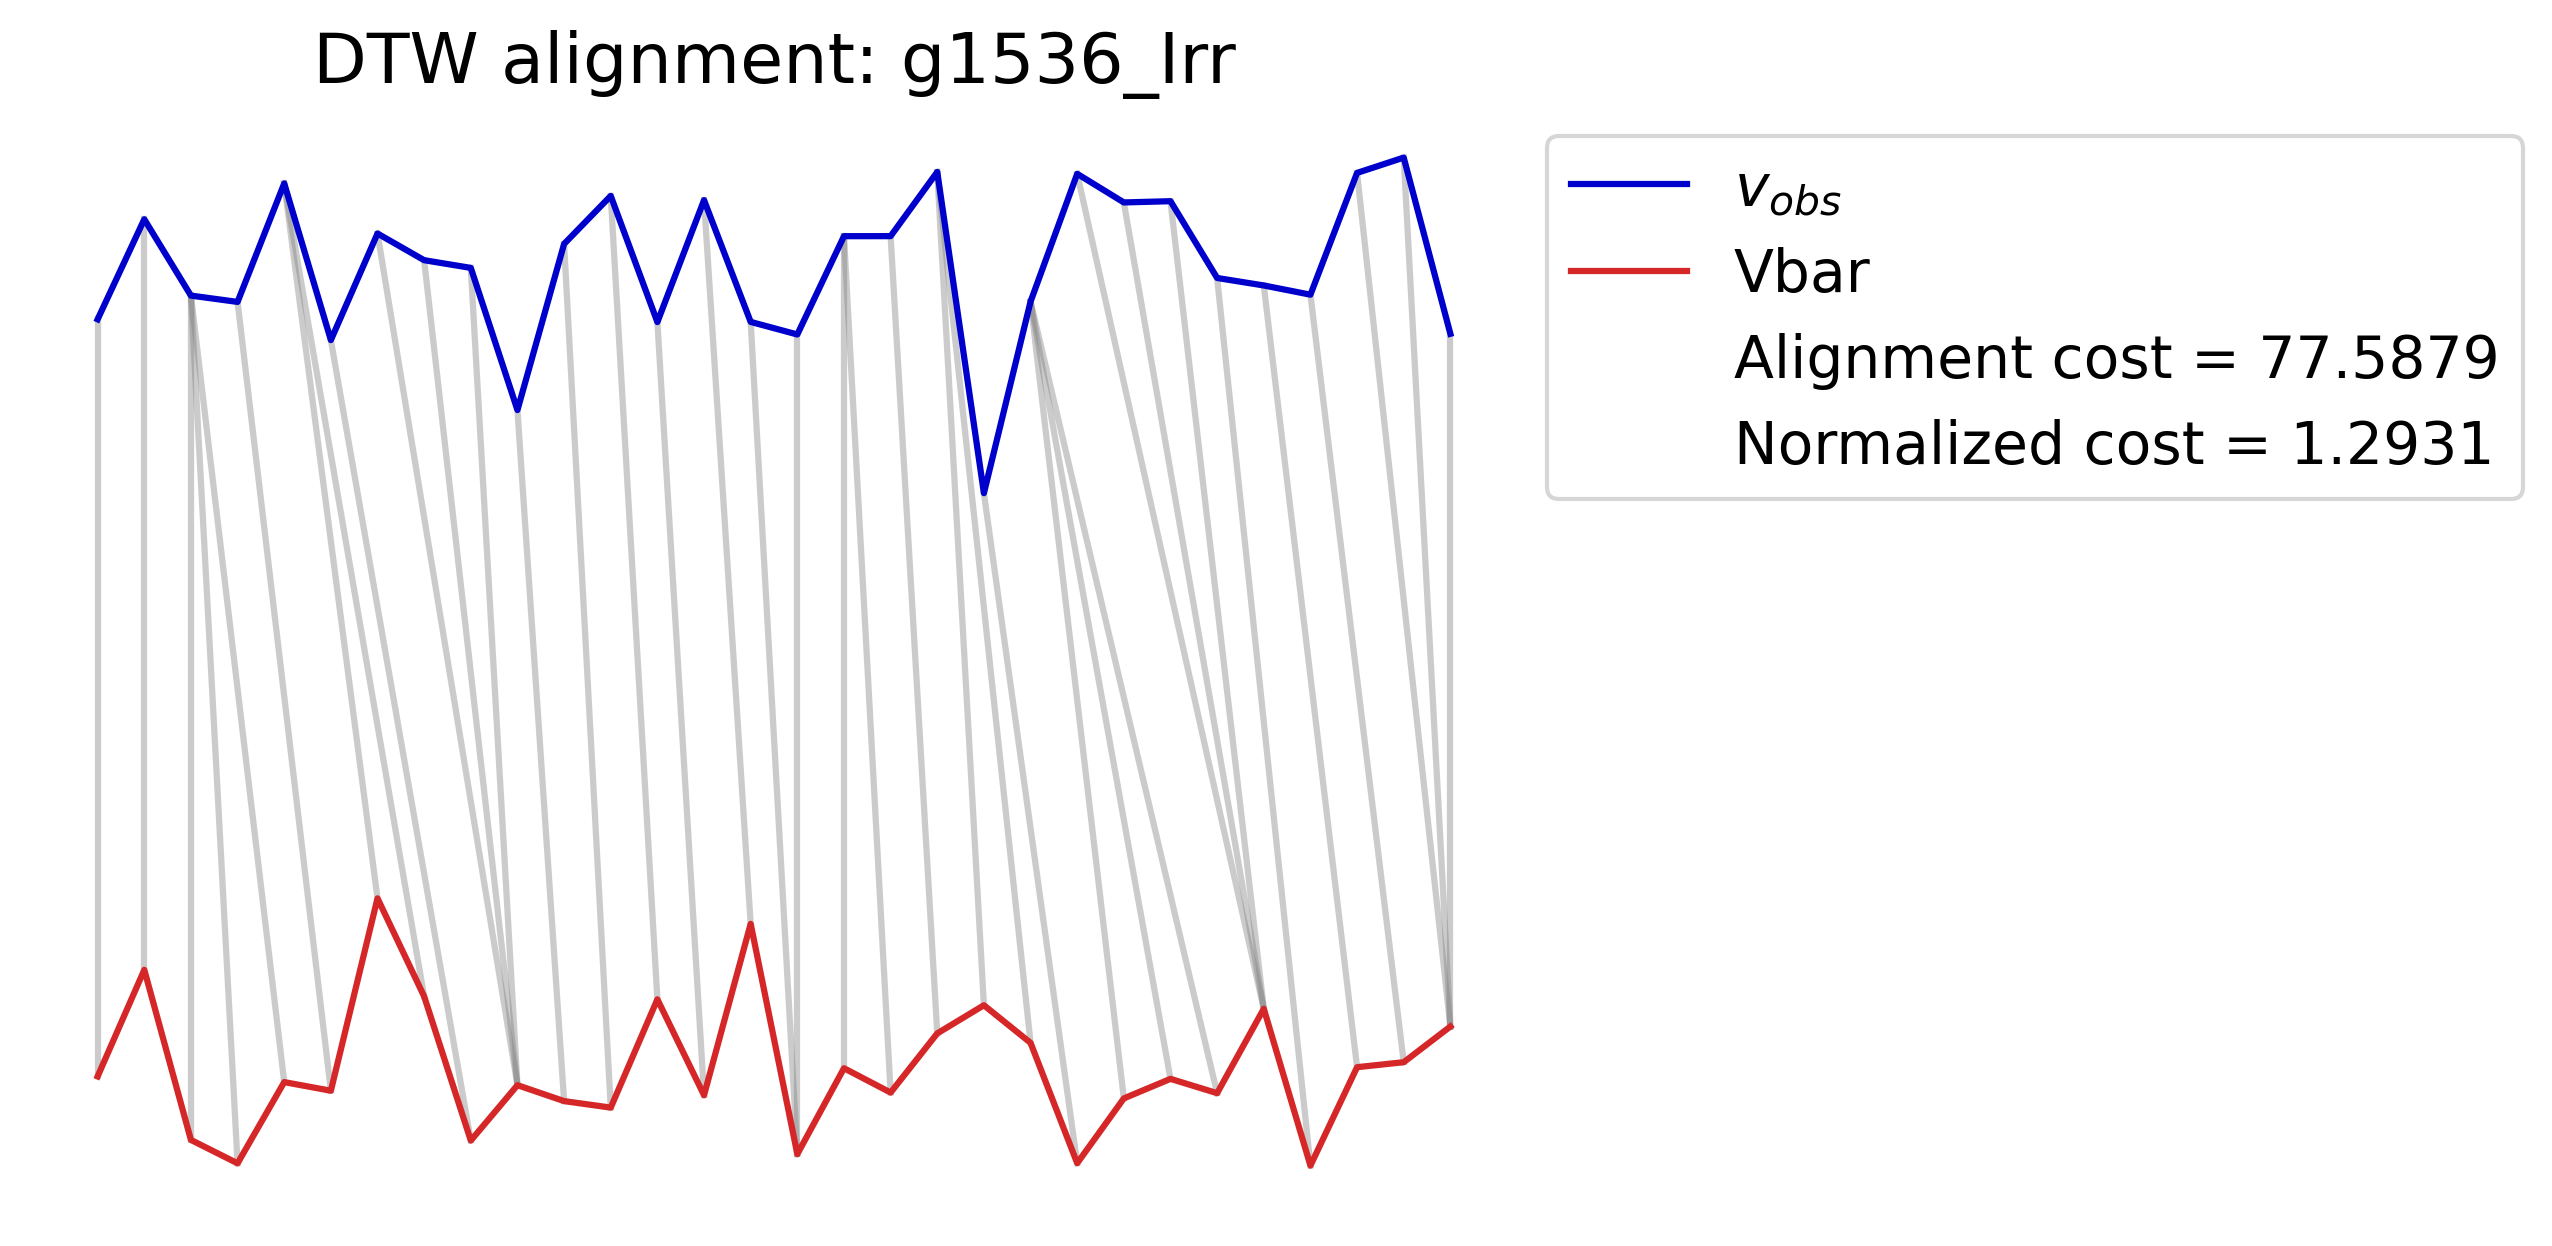 DTW alignment: g1536_Irr
v_obs
Vbar
Alignment cost = 77.5879
Normalized cost = 1.2931